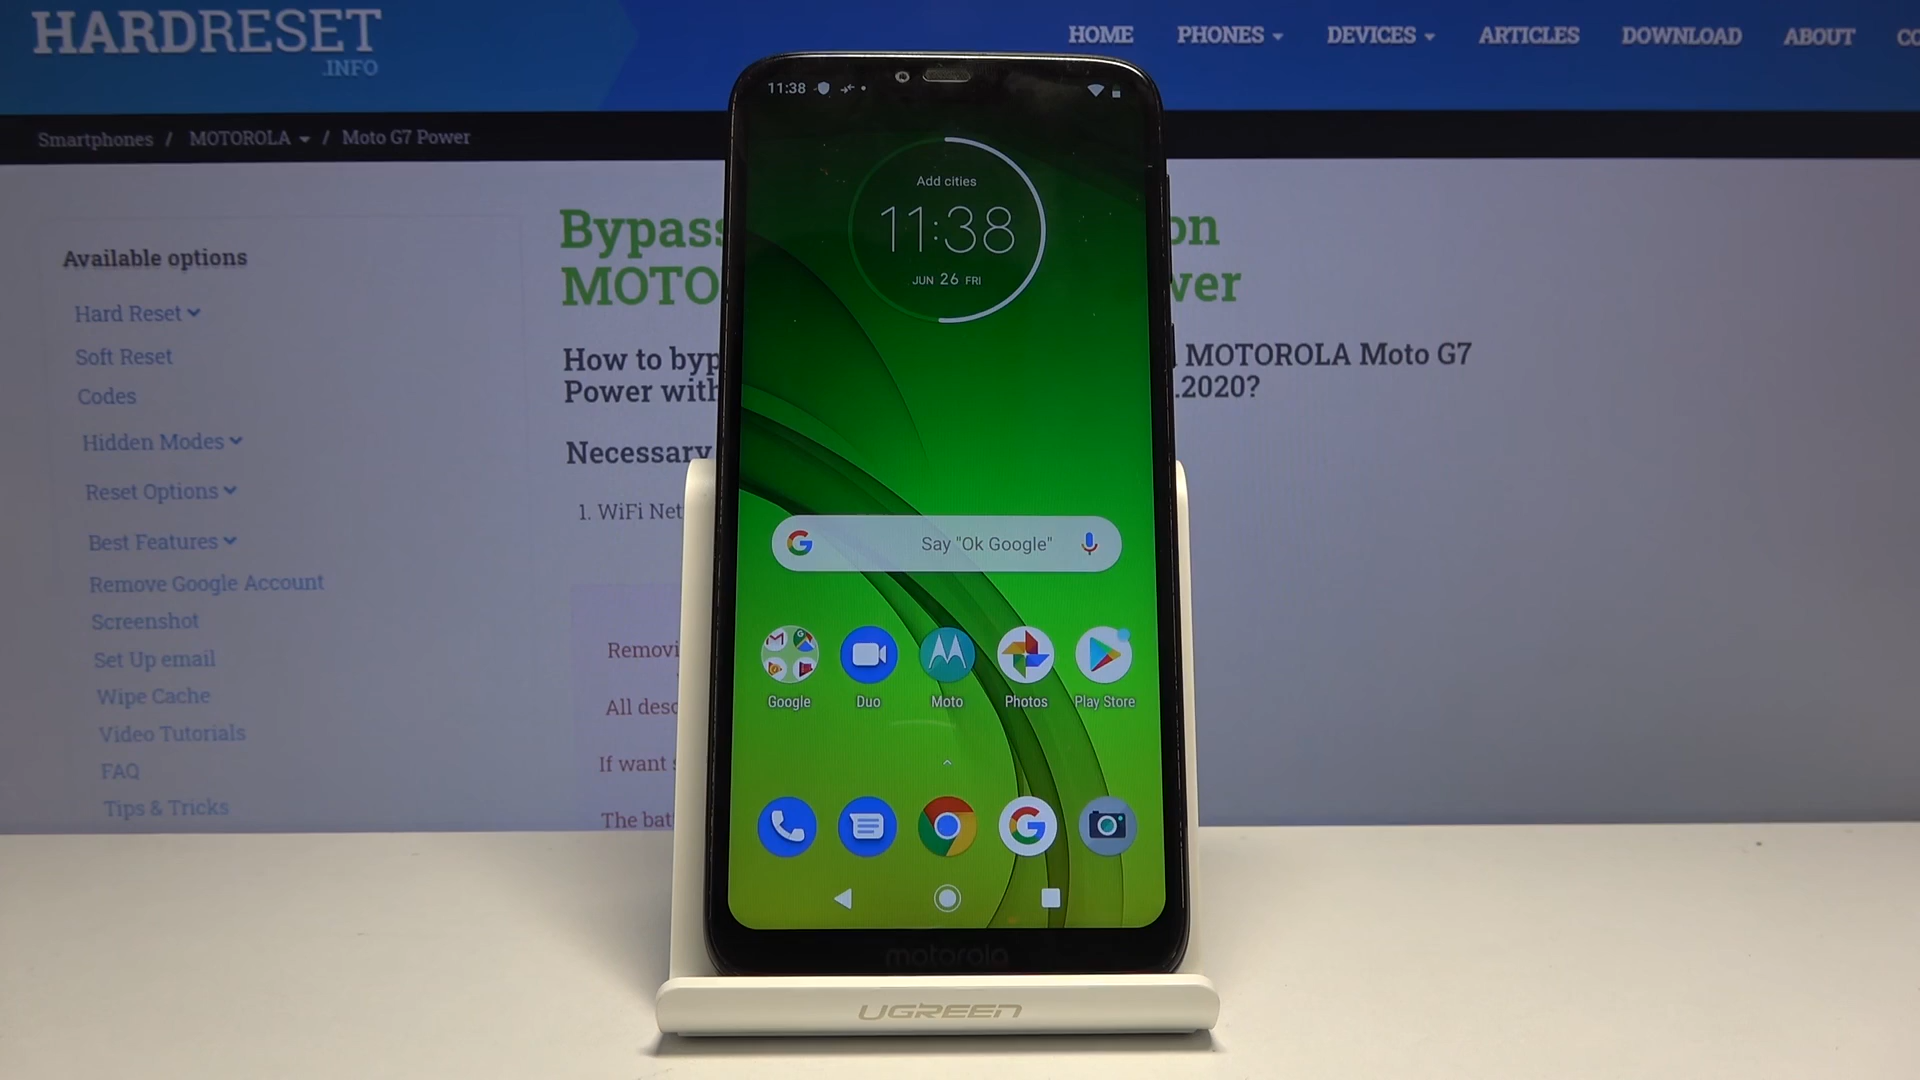 HARDRESET
.INFO
HOME PHONES DEVICES ARTICLES DOWNLOAD ABOUT
Smartphones / MOTOROLA / Moto G7 Power
Available options
Hard Reset
Soft Reset
Codes
Hidden Modes
Reset Options
Best Features
Remove Google Account
Screenshot
Set Up email
Wipe Cache
Video Tutorials
FAQ
Tips & Tricks
Bypass on
MOTO ver
How to byp MOTOROLA Moto G7
Power with .2020?
Necessary
1. WiFi Net
Removi
All desc
If want
The bat
11:38
Add cities
11:38
JUN 26 FRI
G Say "Ok Google"
Google Duo Moto Photos Play Store
motorola
UGREEN